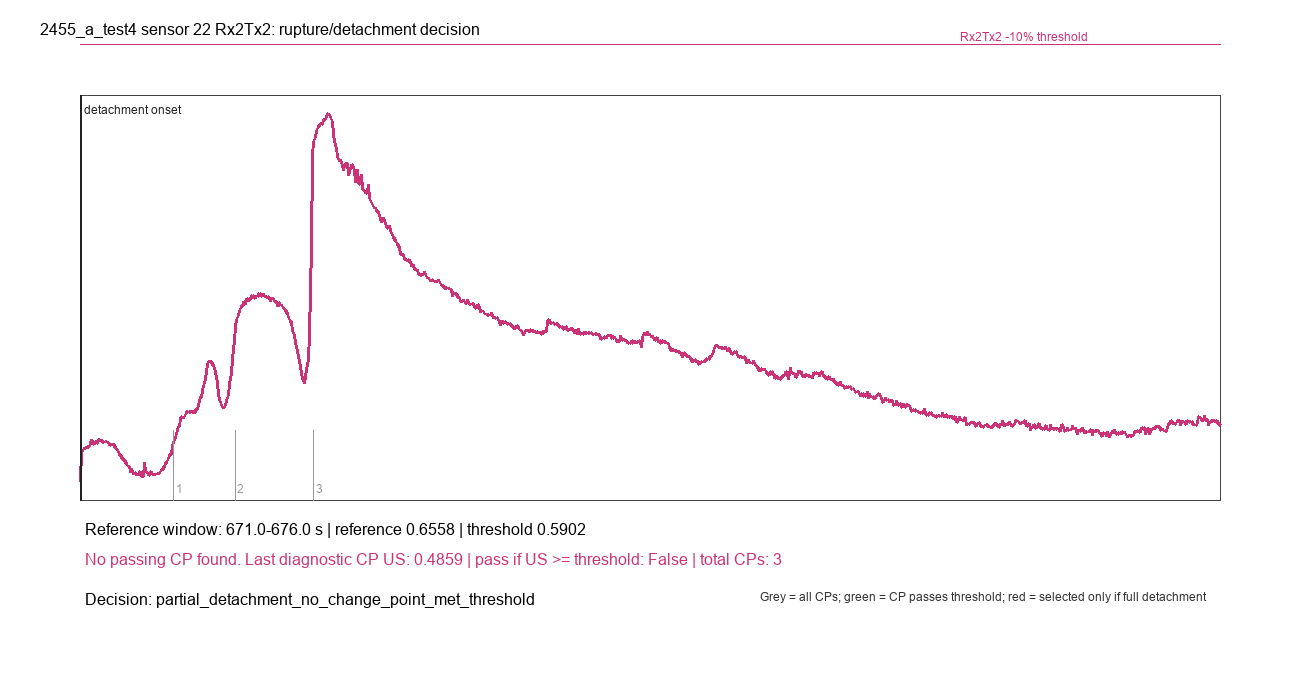 2455_a_test4 sensor 22 Rx2Tx2: rupture/detachment decision
Rx2Tx2 -10% threshold
detachment onset
1
2
3
Reference window: 671.0-676.0 s | reference 0.6558 | threshold 0.5902
No passing CP found. Last diagnostic CP US: 0.4859 | pass if US >= threshold: False | total CPs: 3
Decision: partial_detachment_no_change_point_met_threshold
Grey = all CPs; green = CP passes threshold; red = selected only if full detachment